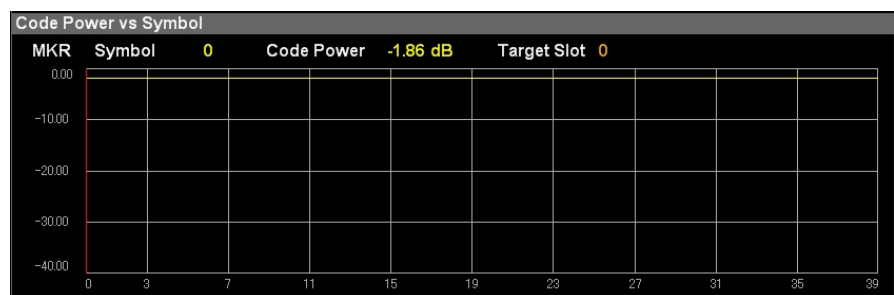 Code Power vs Symbol
MKR Symbol 0 Code Power -1.86 dB Target Slot 0
0.00
-10.00
-20.00
-30.00
-40.00
0 3 7 11 15 19 23 27 31 35 39